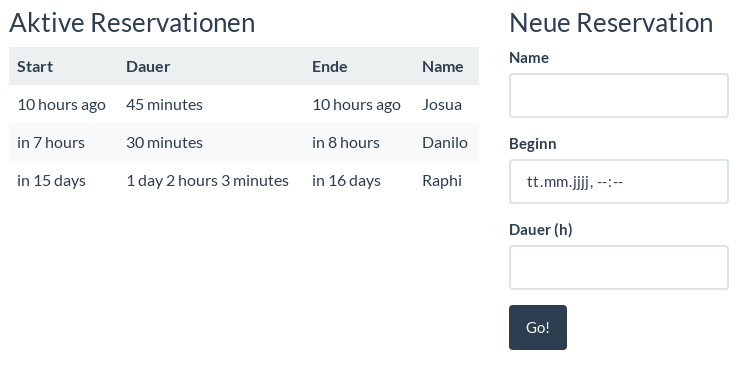 Aktive Reservationen
Start Dauer Ende Name
10 hours ago 45 minutes 10 hours ago Josua
in 7 hours 30 minutes in 8 hours Danilo
in 15 days 1 day 2 hours 3 minutes in 16 days Raphi
Neue Reservation
Name
Beginn
tt.mm.jjjj, --:--
Dauer (h)
Go!